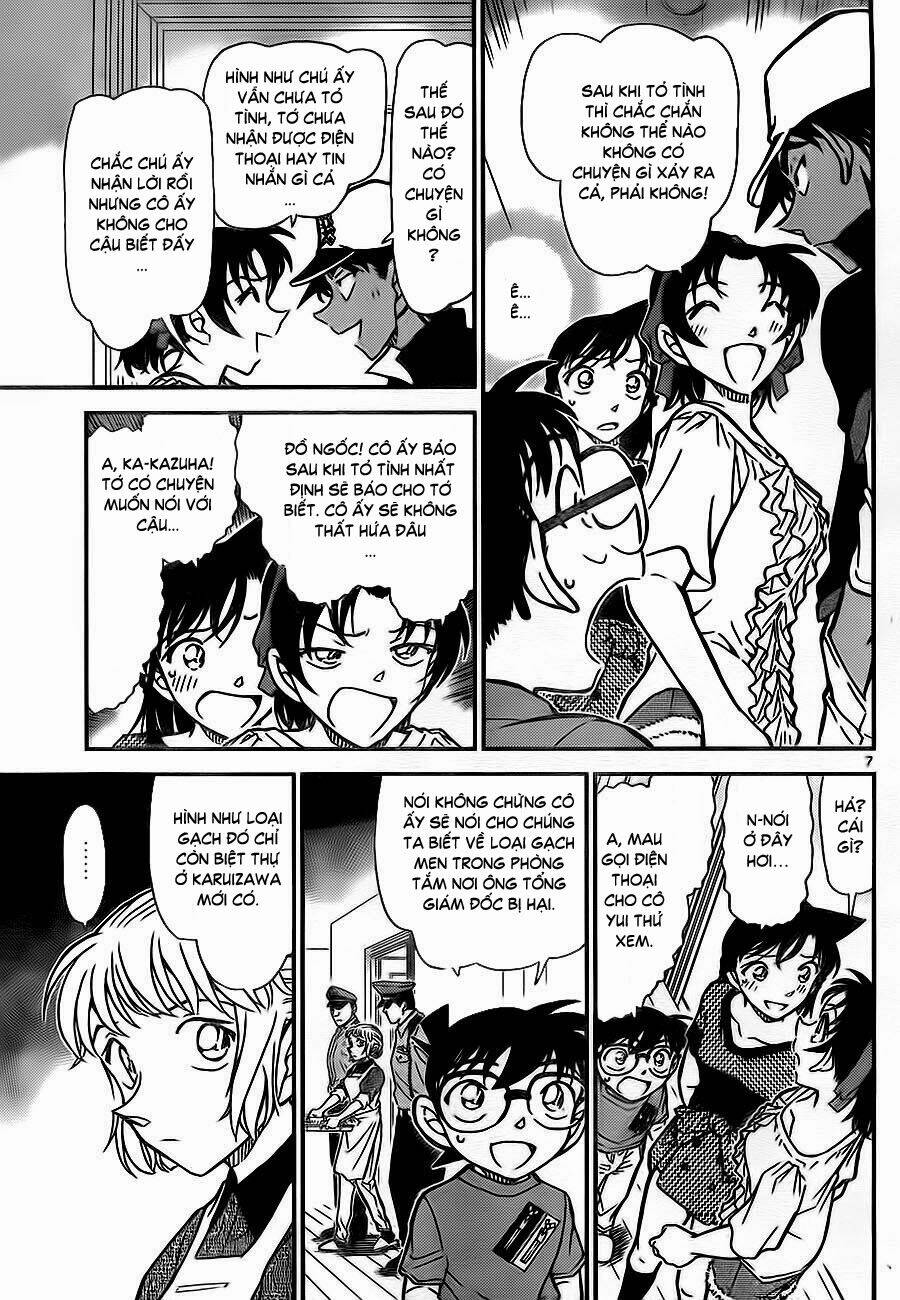 SAU KHI TỎ TÌNH
THÌ CHẮC CHẮN
KHÔNG THỂ NÀO
KHÔNG CÓ
CHUYỆN GÌ XẢY RA
CẢ, PHẢI KHÔNG!
Ê...
Ê...
THẾ
SAU ĐÓ
THẾ
NÀO?
CÓ
CHUYỆN
GÌ
KHÔNG
?
HÌNH NHƯ CHÚ ẤY
VẪN CHƯA TỎ
TÌNH, TỚ CHƯA
NHẬN ĐƯỢC ĐIỆN
THOẠI HAY TIN
NHẮN GÌ CẢ
...
CHẮC CHÚ ẤY
NHẬN LỜI RỒI
NHƯNG CÔ ẤY
KHÔNG CHO
CẬU BIẾT ĐẤY
...
ĐỒ NGỐC! CÔ ẤY BẢO
SAU KHI TỎ TÌNH NHẤT
ĐỊNH SẼ BÁO CHO TỚ
BIẾT. CÔ ẤY SẼ KHÔNG
THẤT HỨA ĐÂU
...
A, KA-KAZUHA!
TỚ CÓ CHUYỆN
MUỐN NÓI VỚI
CẬU...
7
HẢ?
CÁI
GÌ?
N-NÓI
Ở ĐÂY
HƠI...
A, MAU
GỌI ĐIỆN
THOẠI
CHO CÔ
YUI THỬ
XEM.
NÓI KHÔNG CHỪNG CÔ
ẤY SẼ NÓI CHO CHÚNG
TA BIẾT VỀ LOẠI GẠCH
MEN TRONG PHÒNG
TẮM NƠI ÔNG TỔNG
GIÁM ĐỐC BỊ HẠI.
HÌNH NHƯ LOẠI
GẠCH ĐÓ CHỈ
CÒN BIỆT THỰ
Ở KARUIZAWA
MỚI CÓ.
......